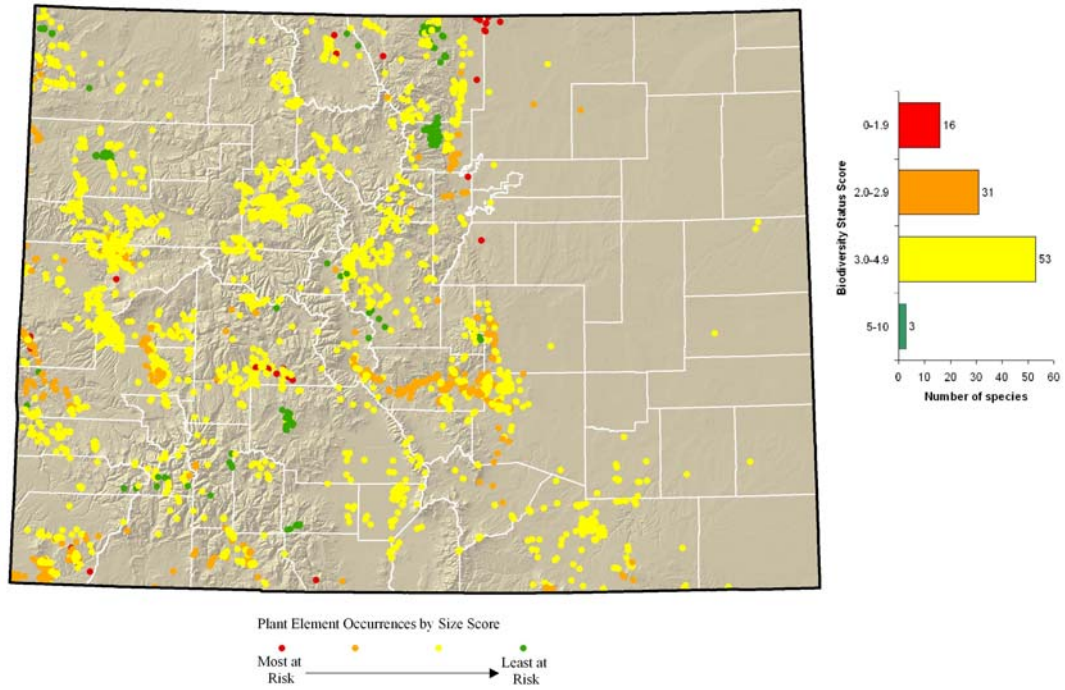 0-1.9
16
2.0-2.9
31
3.0-4.9
53
5-10
3
Biodiversity Status Score
0 10 20 30 40 50 60
Number of species
Plant Element Occurrences by Size Score
Most at Least at
Risk Risk